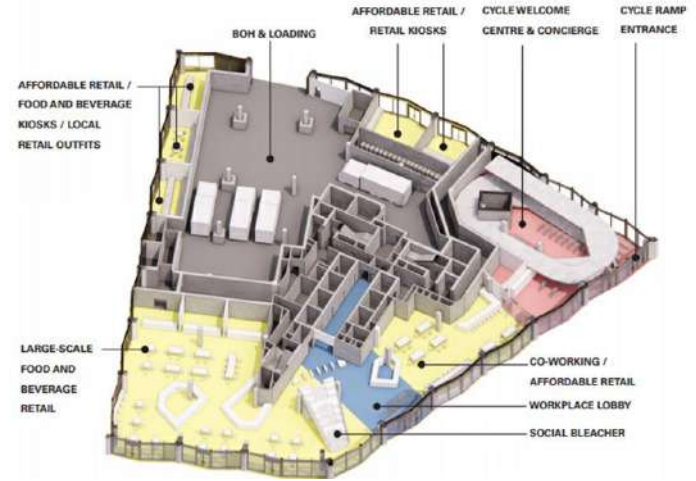 AFFORDABLE RETAIL /
RETAIL KIOSKS
CYCLE WELCOME
CENTRE & CONCIERGE
CYCLE RAMP
ENTRANCE
BOH & LOADING
AFFORDABLE RETAIL /
FOOD AND BEVERAGE
KIOSKS / LOCAL
RETAIL OUTFITS
LARGE-SCALE
FOOD AND
BEVERAGE
RETAIL
CO-WORKING /
AFFORDABLE RETAIL
WORKPLACE LOBBY
SOCIAL BLEACHER